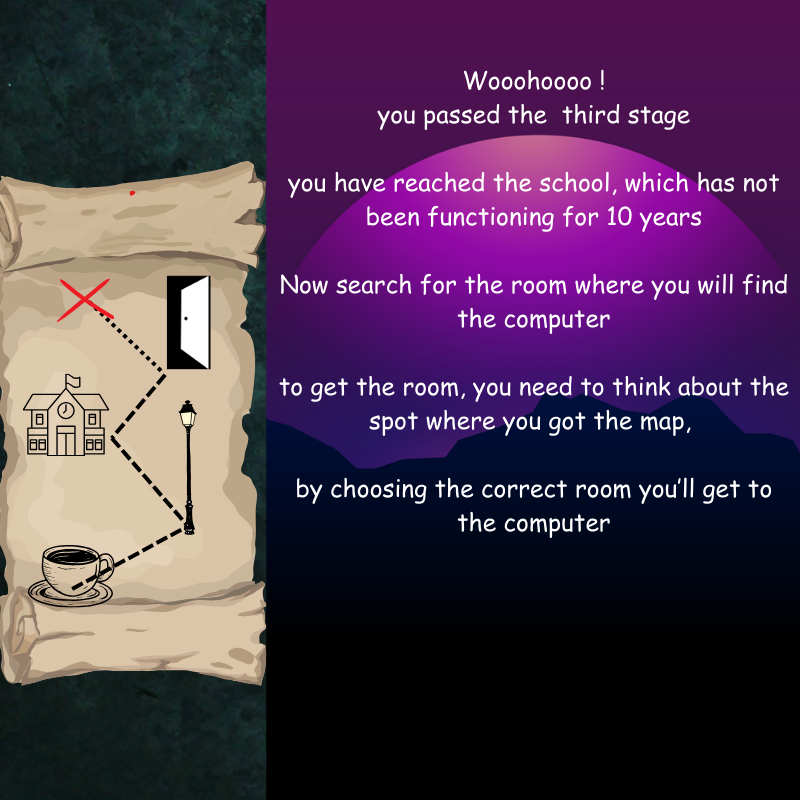 Wooohoooo !
you passed the  third stage
you have reached the school, which has not
been functioning for 10 years
Now search for the room where you will find
the computer
to get the room, you need to think about the
spot where you got the map,
by choosing the correct room you'll get to
the computer